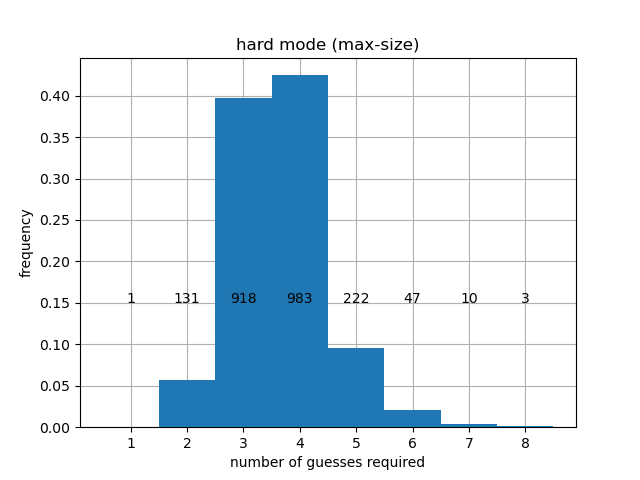 hard mode (max-size)
0.40
0.35
0.30
0.25
0.20
0.15
0.10
0.05
0.00
frequency
1 131 918 983 222 47 10 3
1 2 3 4 5 6 7 8
number of guesses required